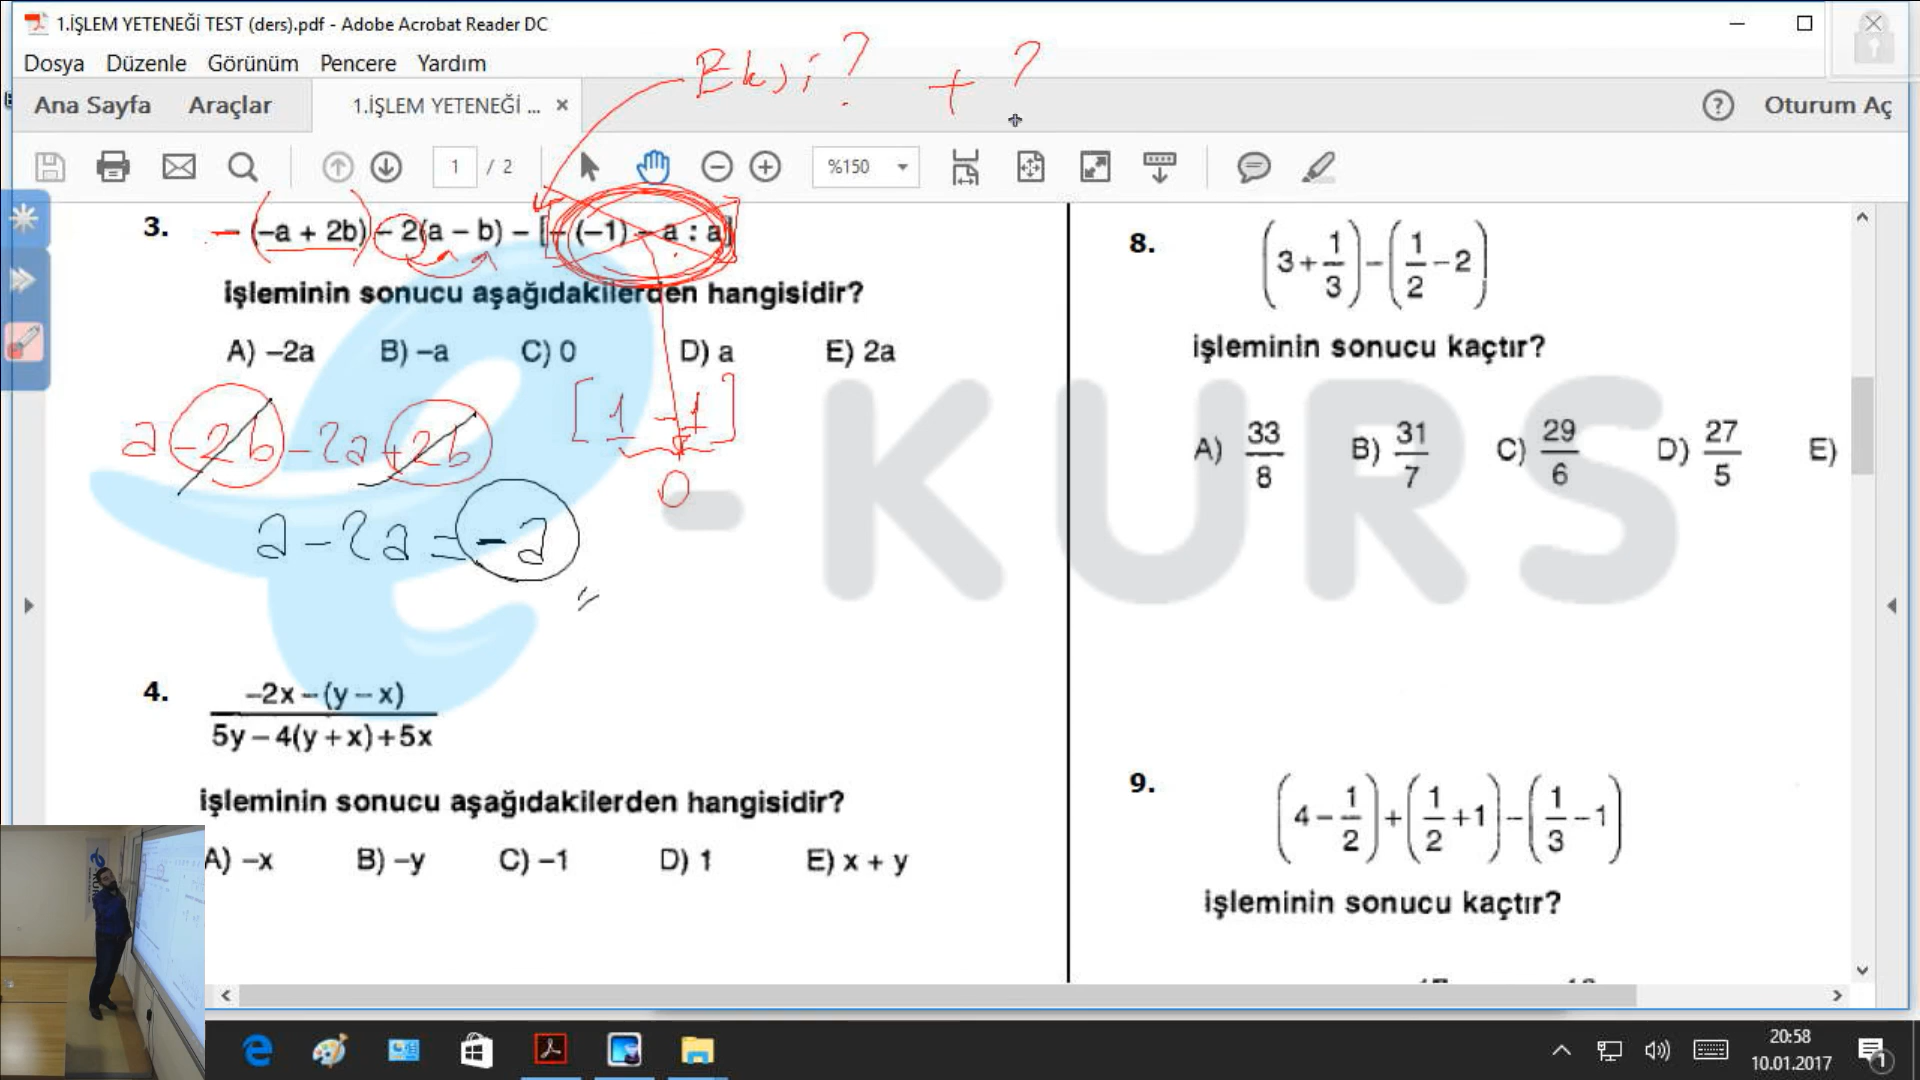 1.İŞLEM YETENEĞİ TEST (ders).pdf - Adobe Acrobat Reader DC
Dosya Düzenle Görünüm Pencere Yardım
Eksi? + ?
Ana Sayfa Araçlar 1.İŞLEM YETENEĞİ ... × ? Oturum Aç
1 / 2 %150
3. -(-a + 2b) - 2(a - b) - [-(-1) - a : a]
işleminin sonucu aşağıdakilerden hangisidir?
A) -2a B) -a C) 0 D) a E) 2a
a - 2b - 2a + 2b [1 - 1]
0
a - 2a = -a
4. -2x - (y - x)
5y - 4(y + x) + 5x
işleminin sonucu aşağıdakilerden hangisidir?
A) -x B) -y C) -1 D) 1 E) x + y
8. (3 + 1/3) - (1/2 - 2)
işleminin sonucu kaçtır?
A) 33/8 B) 31/7 C) 29/6 D) 27/5 E)
9. (4 - 1/2) + (1/2 + 1) - (1/3 - 1)
işleminin sonucu kaçtır?
e - KURS
20:58
10.01.2017
1